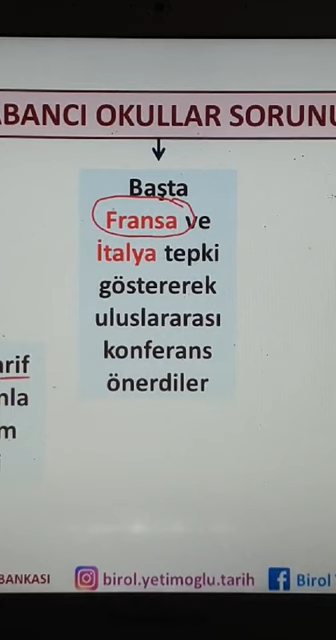 ABANCI OKULLAR SORUNU
Başta
Fransa ve
İtalya tepki
göstererek
uluslararası
konferans
önerdiler
arif
nla
m
i
BANKASI
birol.yetimoglu.tarih
Birol